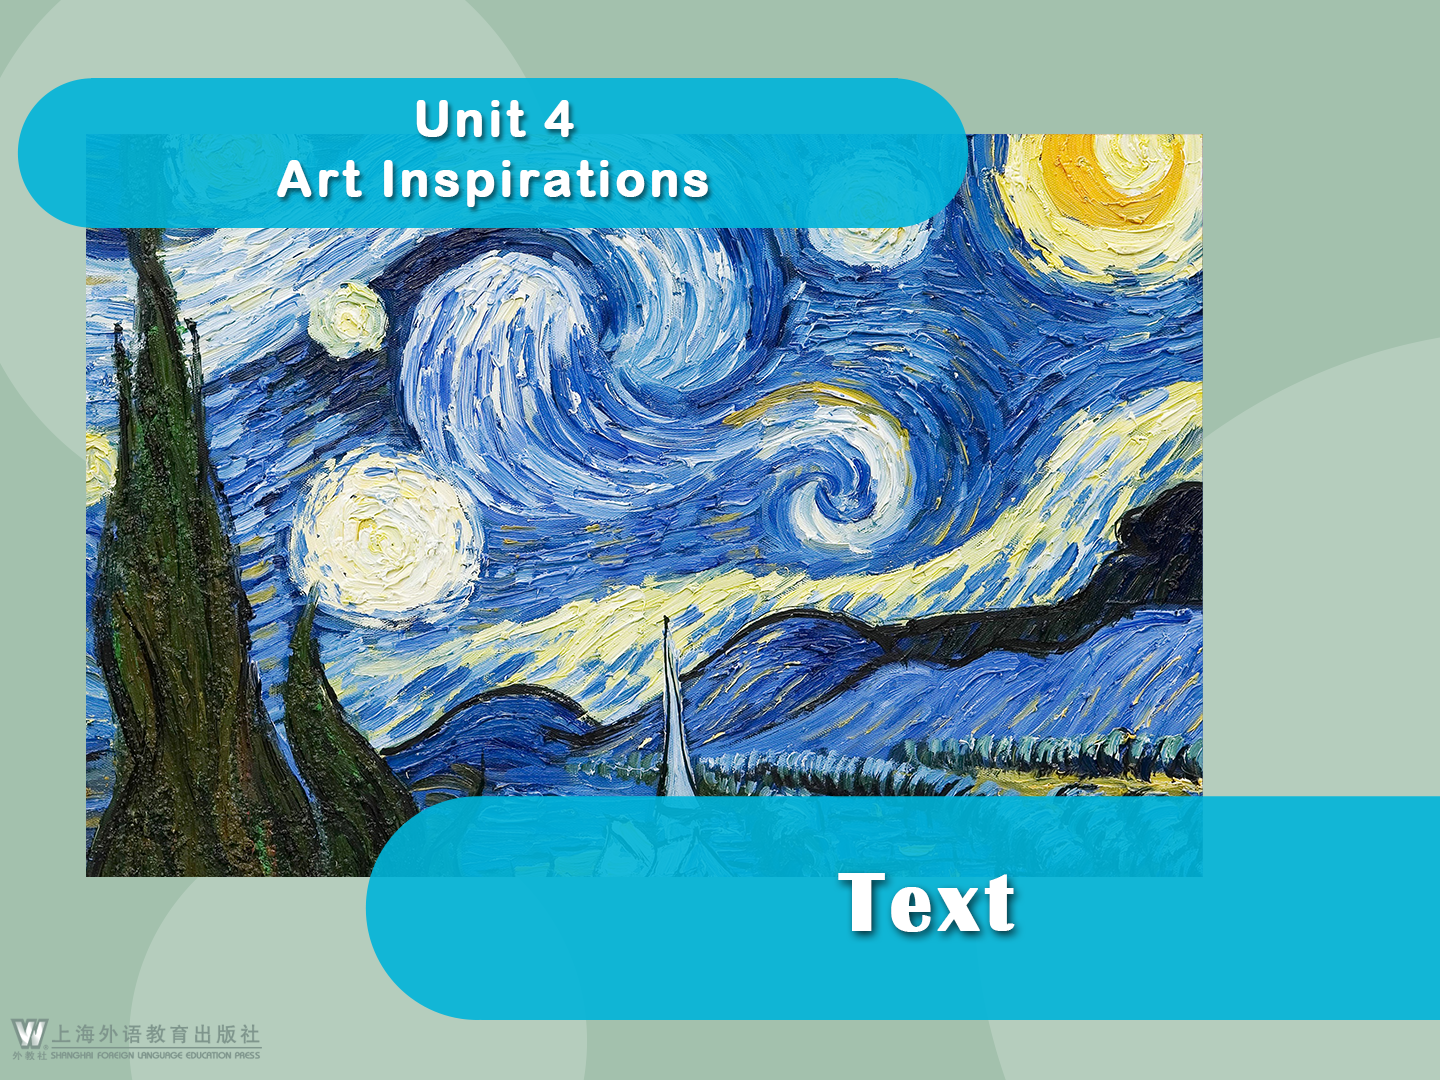 Unit 4
Art Inspirations
Text
W
上海外语教育出版社
外教社 SHANGHAI FOREIGN LANGUAGE EDUCATION PRESS